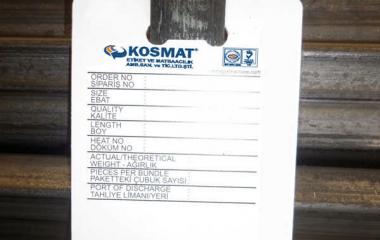 KOSMAT
ETİKET VE MATBAACILIK
AMB.SAN. ve TİC.LTD.ŞTİ.
ORDER NO
SİPARİŞ NO
SIZE
EBAT
QUALITY
KALİTE
LENGTH
BOY
HEAT NO
DÖKÜM NO
ACTUAL/THEORETICAL
WEIGHT - AĞIRLIK
PIECES PER BUNDLE
PAKETTEKİ ÇUBUK SAYISI
PORT OF DISCHARGE
TAHLİYE LİMANI/YERİ